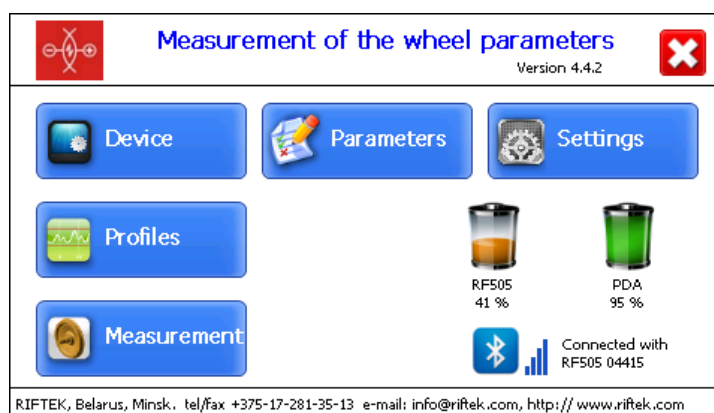 Measurement of the wheel parameters
Version 4.4.2
Device
Parameters
Settings
Profiles
RF505
41 %
PDA
95 %
Measurement
Connected with
RF505 04415
RIFTEK, Belarus, Minsk. tel/fax +375-17-281-35-13 e-mail: info@riftek.com, http:// www.riftek.com